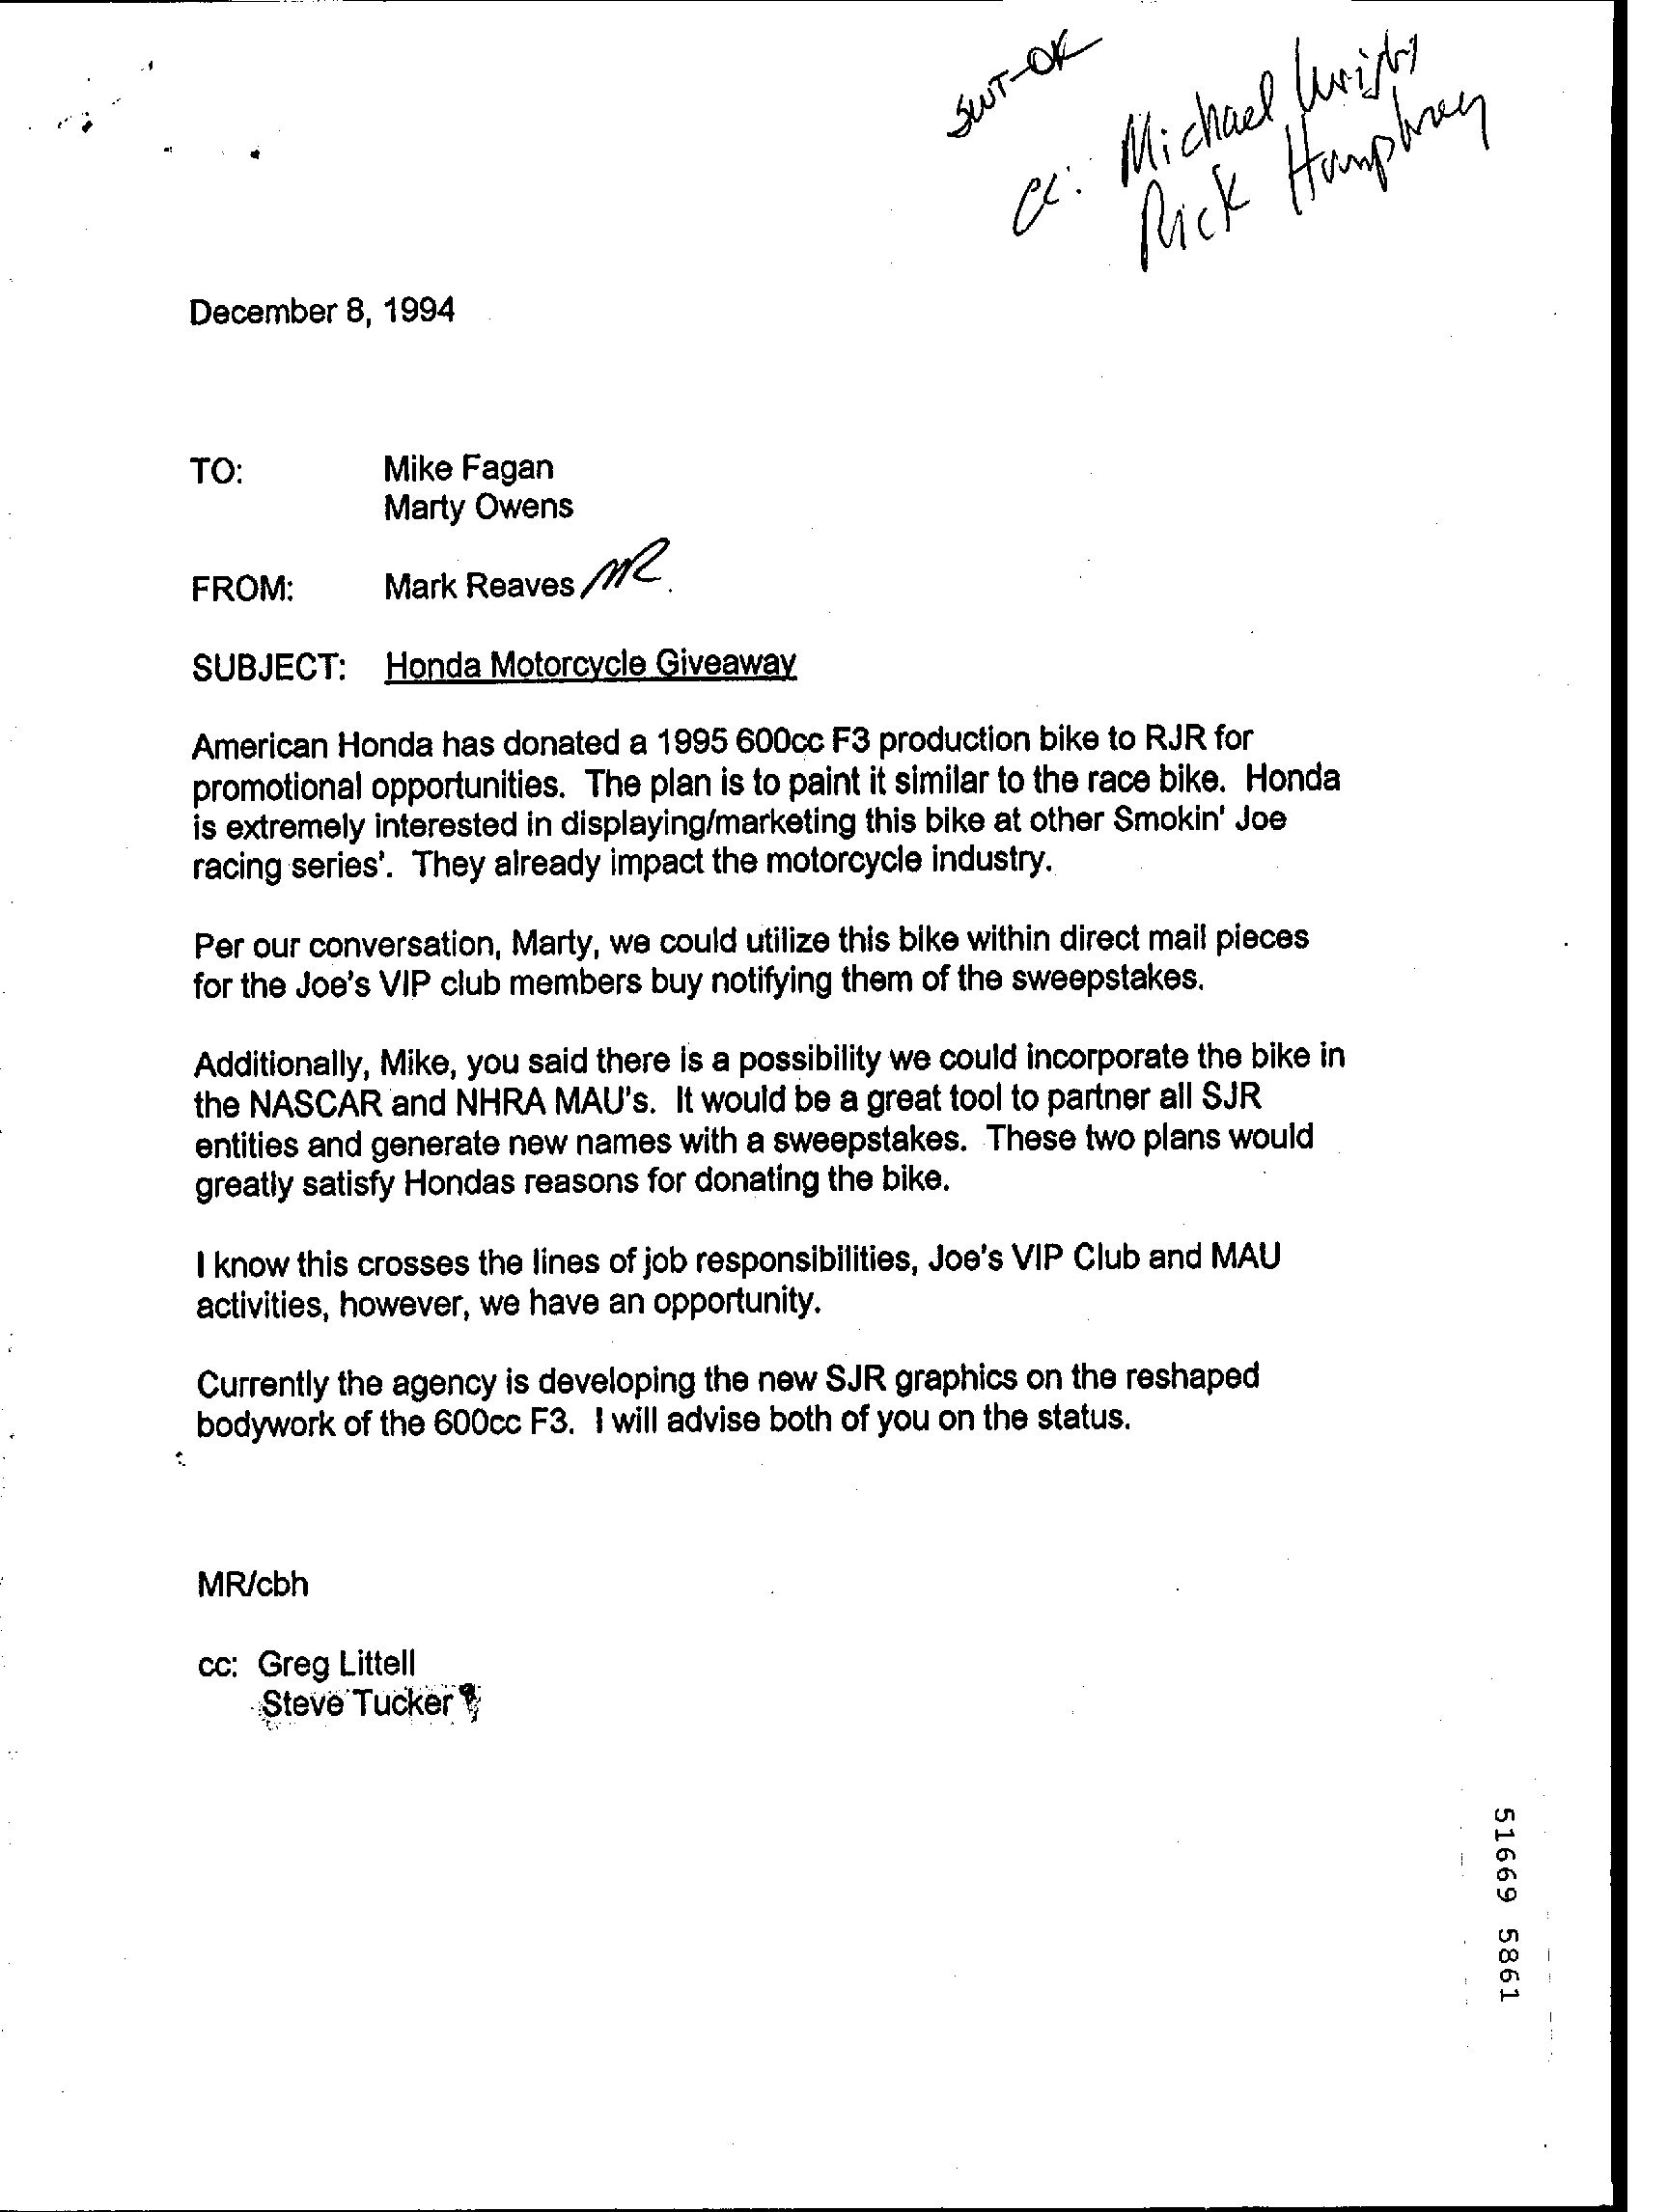 SWT-OK
cc: Michael Wright
Rick Humphrey
December 8, 1994
TO: Mike Fagan
Marty Owens
FROM: Mark Reaves MR
SUBJECT: Honda Motorcycle Giveaway
American Honda has donated a 1995 600cc F3 production bike to RJR for
promotional opportunities. The plan is to paint it similar to the race bike. Honda
is extremely interested in displaying/marketing this bike at other Smokin' Joe
racing series'. They already impact the motorcycle industry.
Per our conversation, Marty, we could utilize this bike within direct mail pieces
for the Joe's VIP club members buy notifying them of the sweepstakes.
Additionally, Mike, you said there is a possibility we could incorporate the bike in
the NASCAR and NHRA MAU's. It would be a great tool to partner all SJR
entities and generate new names with a sweepstakes. These two plans would
greatly satisfy Hondas reasons for donating the bike.
I know this crosses the lines of job responsibilities, Joe's VIP Club and MAU
activities, however, we have an opportunity.
Currently the agency is developing the new SJR graphics on the reshaped
bodywork of the 600cc F3. I will advise both of you on the status.
MR/cbh
cc: Greg Littell
Steve Tucker
51669 5861